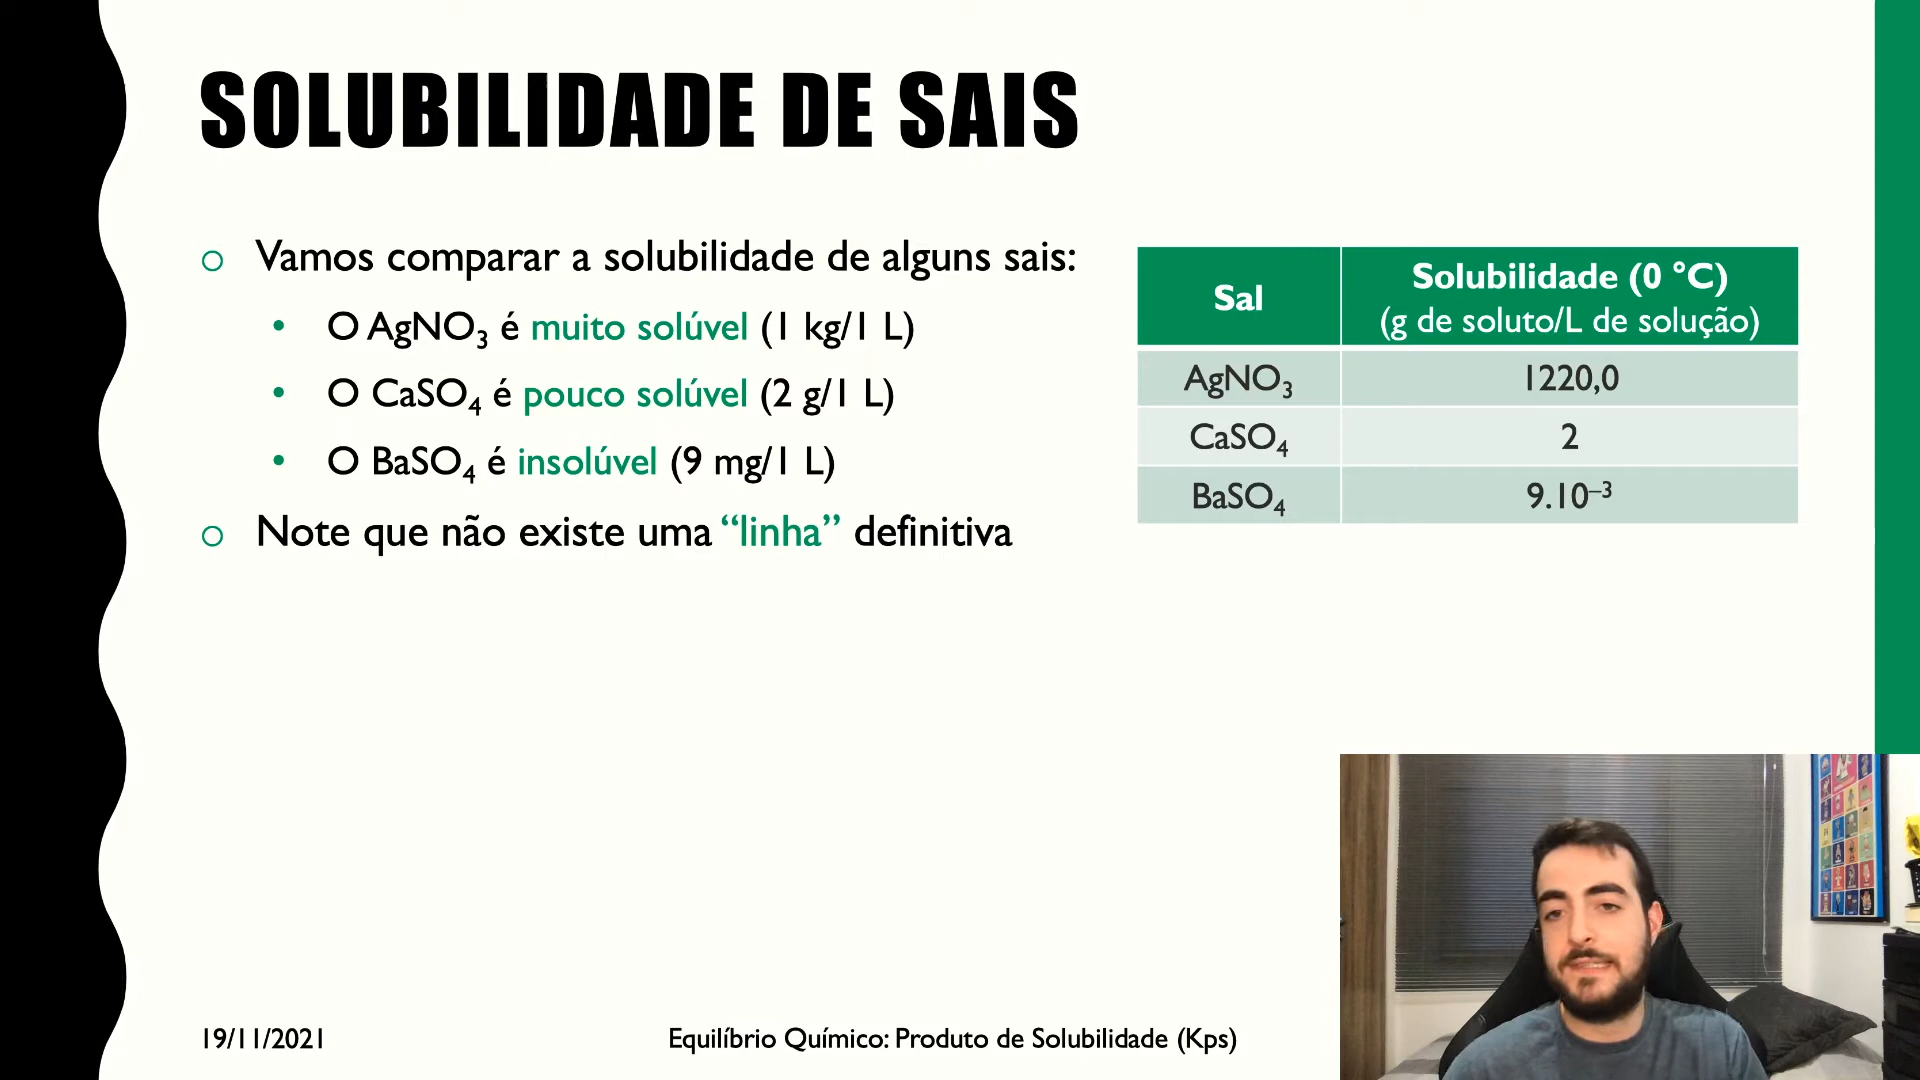 SOLUBILIDADE DE SAIS
Vamos comparar a solubilidade de alguns sais:
O AgNO₃ é muito solúvel (1 kg/1 L)
O CaSO₄ é pouco solúvel (2 g/1 L)
O BaSO₄ é insolúvel (9 mg/1 L)
Note que não existe uma “linha” definitiva
Sal
Solubilidade (0 °C)
(g de soluto/L de solução)
AgNO₃ 1220,0
CaSO₄ 2
BaSO₄ 9.10⁻³
19/11/2021
Equilíbrio Químico: Produto de Solubilidade (Kps)